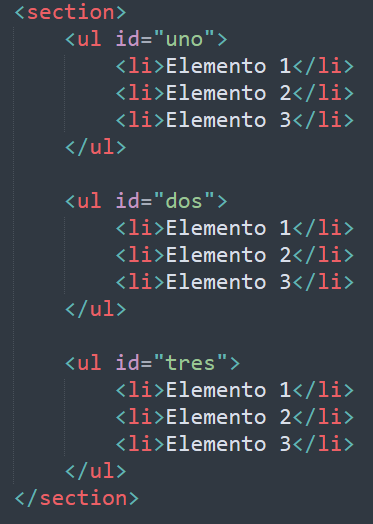 <section>
    <ul id="uno">
        <li>Elemento 1</li>
        <li>Elemento 2</li>
        <li>Elemento 3</li>
    </ul>

    <ul id="dos">
        <li>Elemento 1</li>
        <li>Elemento 2</li>
        <li>Elemento 3</li>
    </ul>

    <ul id="tres">
        <li>Elemento 1</li>
        <li>Elemento 2</li>
        <li>Elemento 3</li>
    </ul>
</section>